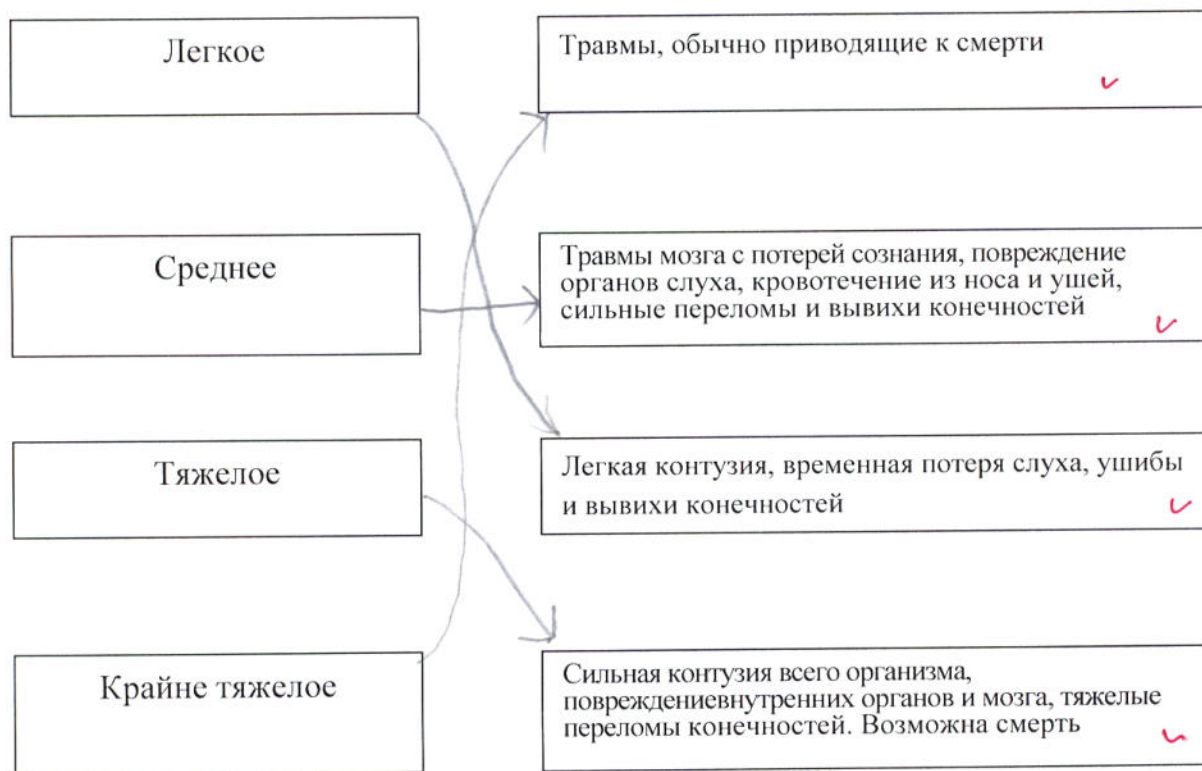 Легкое
Травмы, обычно приводящие к смерти
Среднее
Травмы мозга с потерей сознания, повреждение
органов слуха, кровотечение из носа и ушей,
сильные переломы и вывихи конечностей
Тяжелое
Легкая контузия, временная потеря слуха, ушибы
и вывихи конечностей
Крайне тяжелое
Сильная контузия всего организма,
повреждениевнутренних органов и мозга, тяжелые
переломы конечностей. Возможна смерть